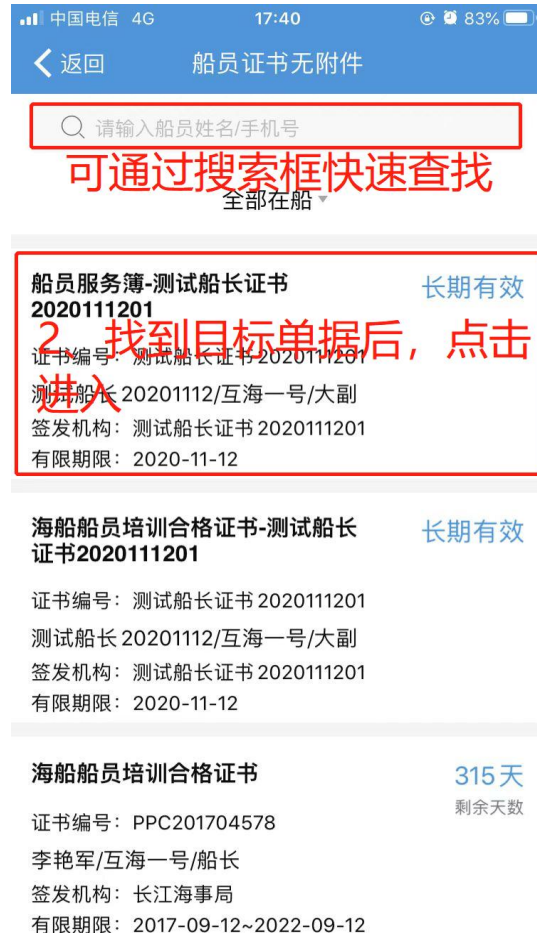 中国电信 4G 17:40 83%
返回 船员证书无附件
请输入船员姓名/手机号
可通过搜索框快速查找
全部在船
船员服务簿-测试船长证书 长期有效
2020111201
2、找到目标单据后，点击
进入
证书编号：测试船长证书2020111201
测试船长20201112/互海一号/大副
签发机构：测试船长证书2020111201
有限期限：2020-11-12
海船船员培训合格证书-测试船长 长期有效
证书2020111201
证书编号：测试船长证书2020111201
测试船长20201112/互海一号/大副
签发机构：测试船长证书2020111201
有限期限：2020-11-12
海船船员培训合格证书 315天
剩余天数
证书编号：PPC201704578
李艳军/互海一号/船长
签发机构：长江海事局
有限期限：2017-09-12~2022-09-12